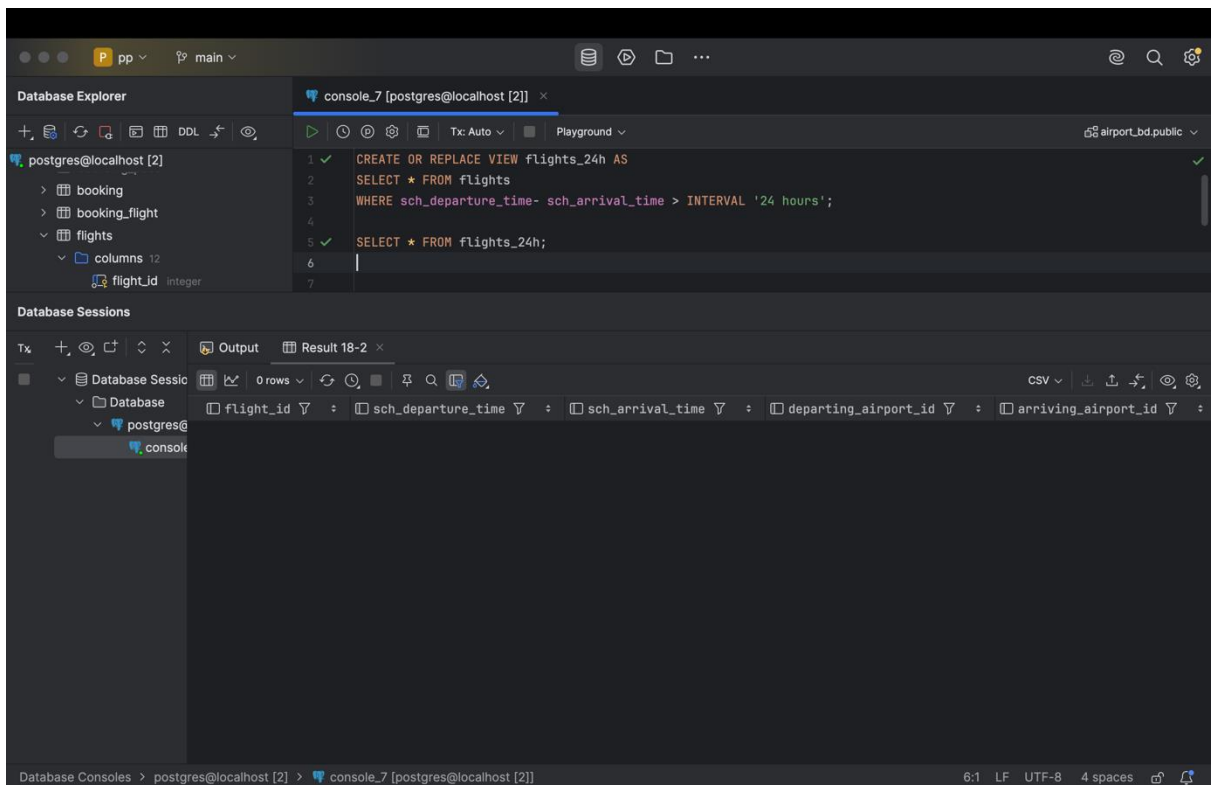 P pp main
Database Explorer
console_7 [postgres@localhost [2]]
DDL
Tx: Auto
Playground
airport_bd.public
postgres@localhost [2]
booking
booking_flight
flights
columns 12
flight_id integer
1 CREATE OR REPLACE VIEW flights_24h AS
2 SELECT * FROM flights
3 WHERE sch_departure_time- sch_arrival_time > INTERVAL '24 hours';
4
5 SELECT * FROM flights_24h;
6
7
Database Sessions
Tx
Output Result 18-2
Database Sessio
Database
postgres@
console
0 rows
CSV
flight_id sch_departure_time sch_arrival_time departing_airport_id arriving_airport_id
Database Consoles > postgres@localhost [2] > console_7 [postgres@localhost [2]]
6:1 LF UTF-8 4 spaces